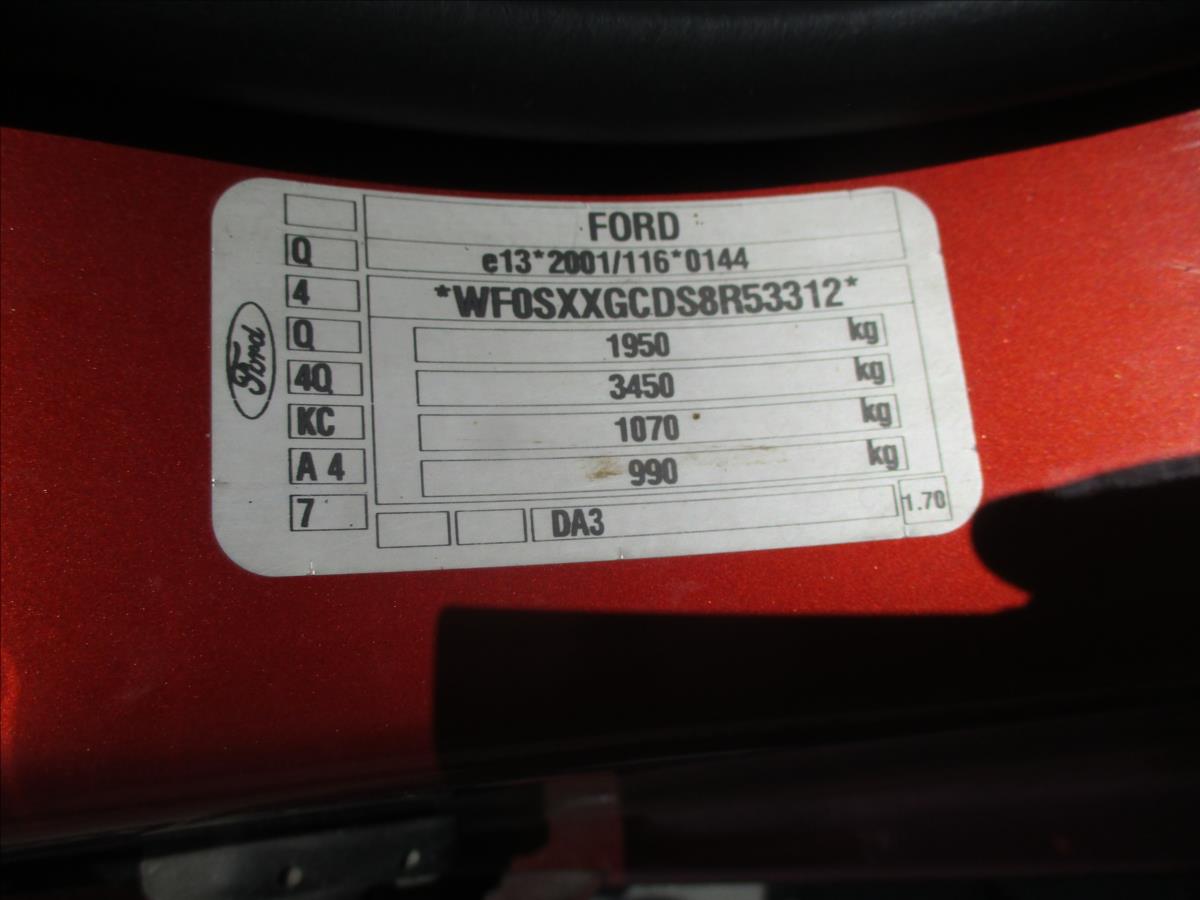 FORD
Q
e13*2001/116*0144
4
*WF0SXXGCDS8R53312*
Q
1950 kg
4Q
3450 kg
KC
1070 kg
A 4
990 kg
7
DA3
1.70
Ford